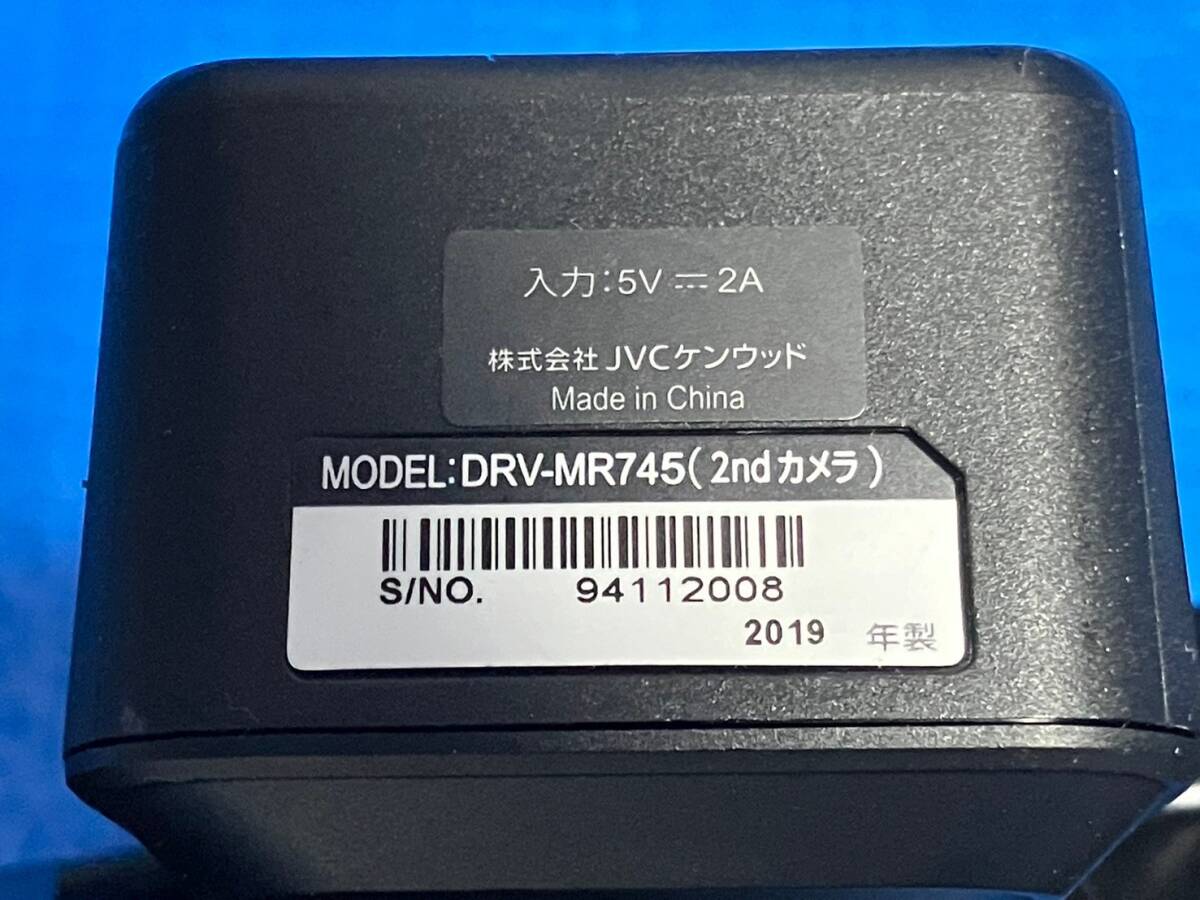 入力:5V⎓2A
株式会社JVCケンウッド
Made in China
MODEL:DRV-MR745(2ndカメラ)
S/NO. 94112008
2019 年製